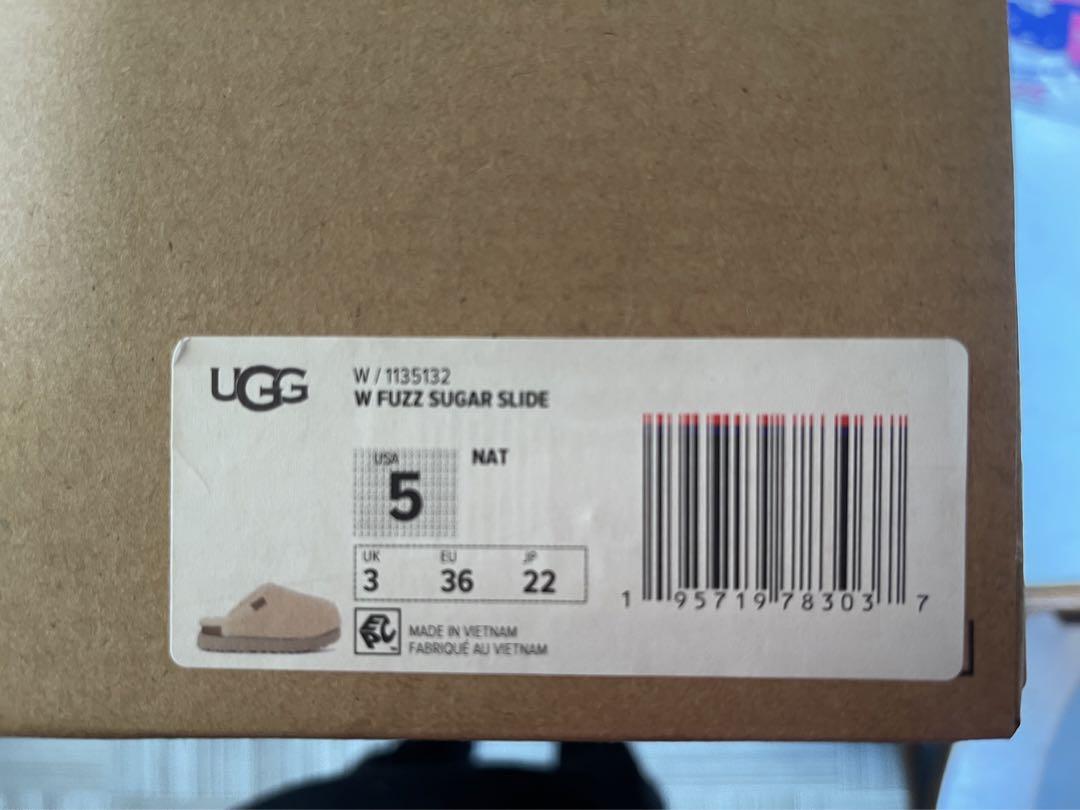 UGG
W / 1135132
W FUZZ SUGAR SLIDE
USA
5
NAT
UK EU JP
3 36 22
MADE IN VIETNAM
FABRIQUÉ AU VIETNAM
1 95719 78303 7